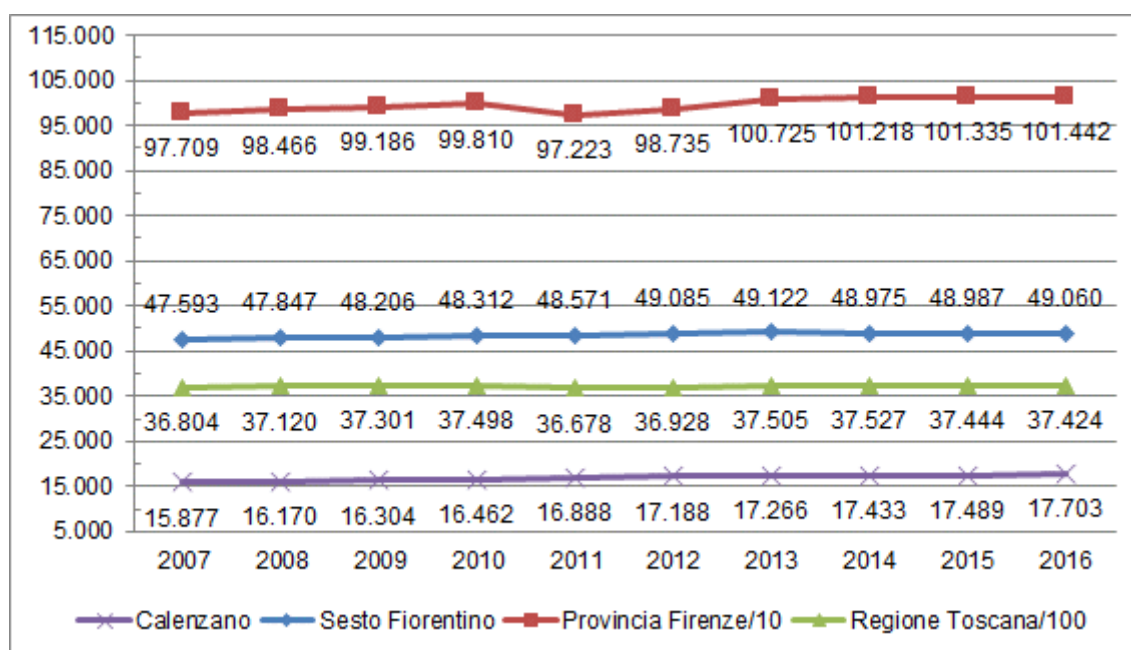 115.000
105.000
95.000
97.709 98.466 99.186 99.810 97.223 98.735 100.725 101.218 101.335 101.442
85.000
75.000
65.000
55.000
47.593 47.847 48.206 48.312 48.571 49.085 49.122 48.975 48.987 49.060
45.000
35.000
36.804 37.120 37.301 37.498 36.678 36.928 37.505 37.527 37.444 37.424
25.000
15.000
15.877 16.170 16.304 16.462 16.888 17.188 17.266 17.433 17.489 17.703
5.000
2007 2008 2009 2010 2011 2012 2013 2014 2015 2016
Calenzano Sesto Fiorentino Provincia Firenze/10 Regione Toscana/100